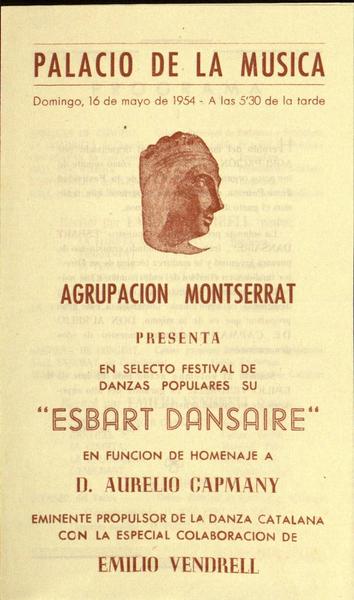 PALACIO DE LA MUSICA
Domingo, 16 de mayo de 1954 - A las 5'30 de la tarde
AGRUPACION MONTSERRAT
PRESENTA
EN SELECTO FESTIVAL DE
DANZAS POPULARES SU
"ESBART DANSAIRE"
EN FUNCION DE HOMENAJE A
D. AURELIO CAPMANY
EMINENTE PROPULSOR DE LA DANZA CATALANA
CON LA ESPECIAL COLABORACION DE
EMILIO VENDRELL